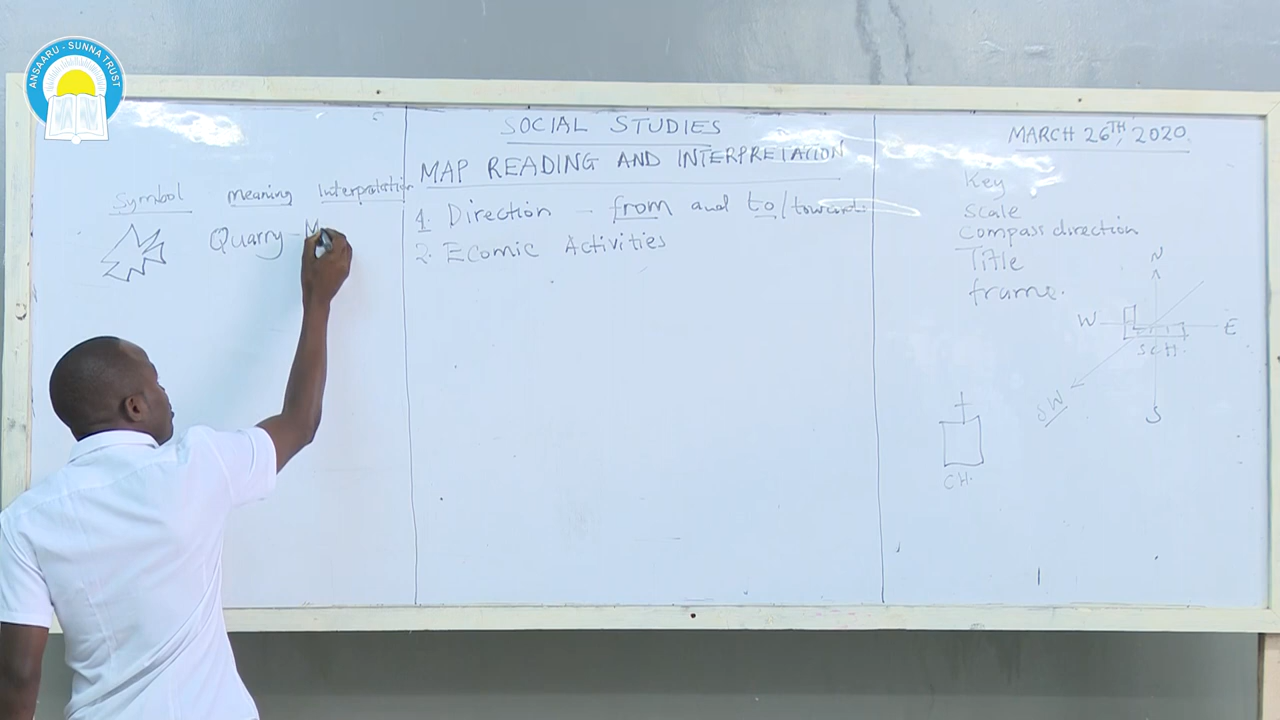 ANSAARU - SUNNA TRUST
SOCIAL STUDIES
MARCH 26TH, 2020.
MAP READING AND INTERPRETATION
Symbol meaning Interpretation
Quarry - M
1. Direction - from and to/towards
2. Ecomic Activities
Key
Scale
Compass direction
Title
frame.
N
W E
SCH.
SW
S
CH.